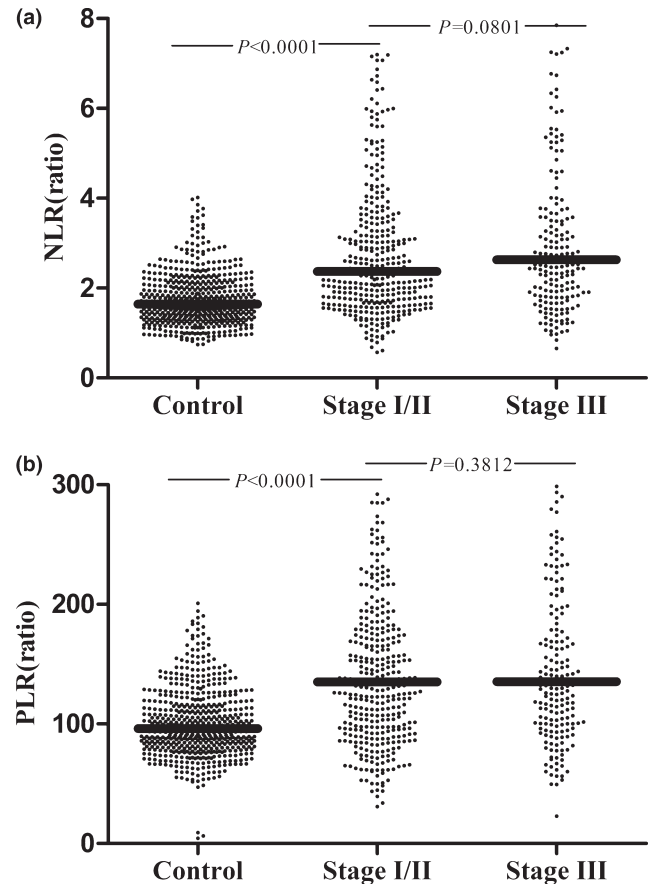 (a)
8
P<0.0001
P=0.0801
6
4
2
0
NLR(ratio)
Control Stage I/II Stage III
(b)
300
P<0.0001
P=0.3812
200
100
0
PLR(ratio)
Control Stage I/II Stage III